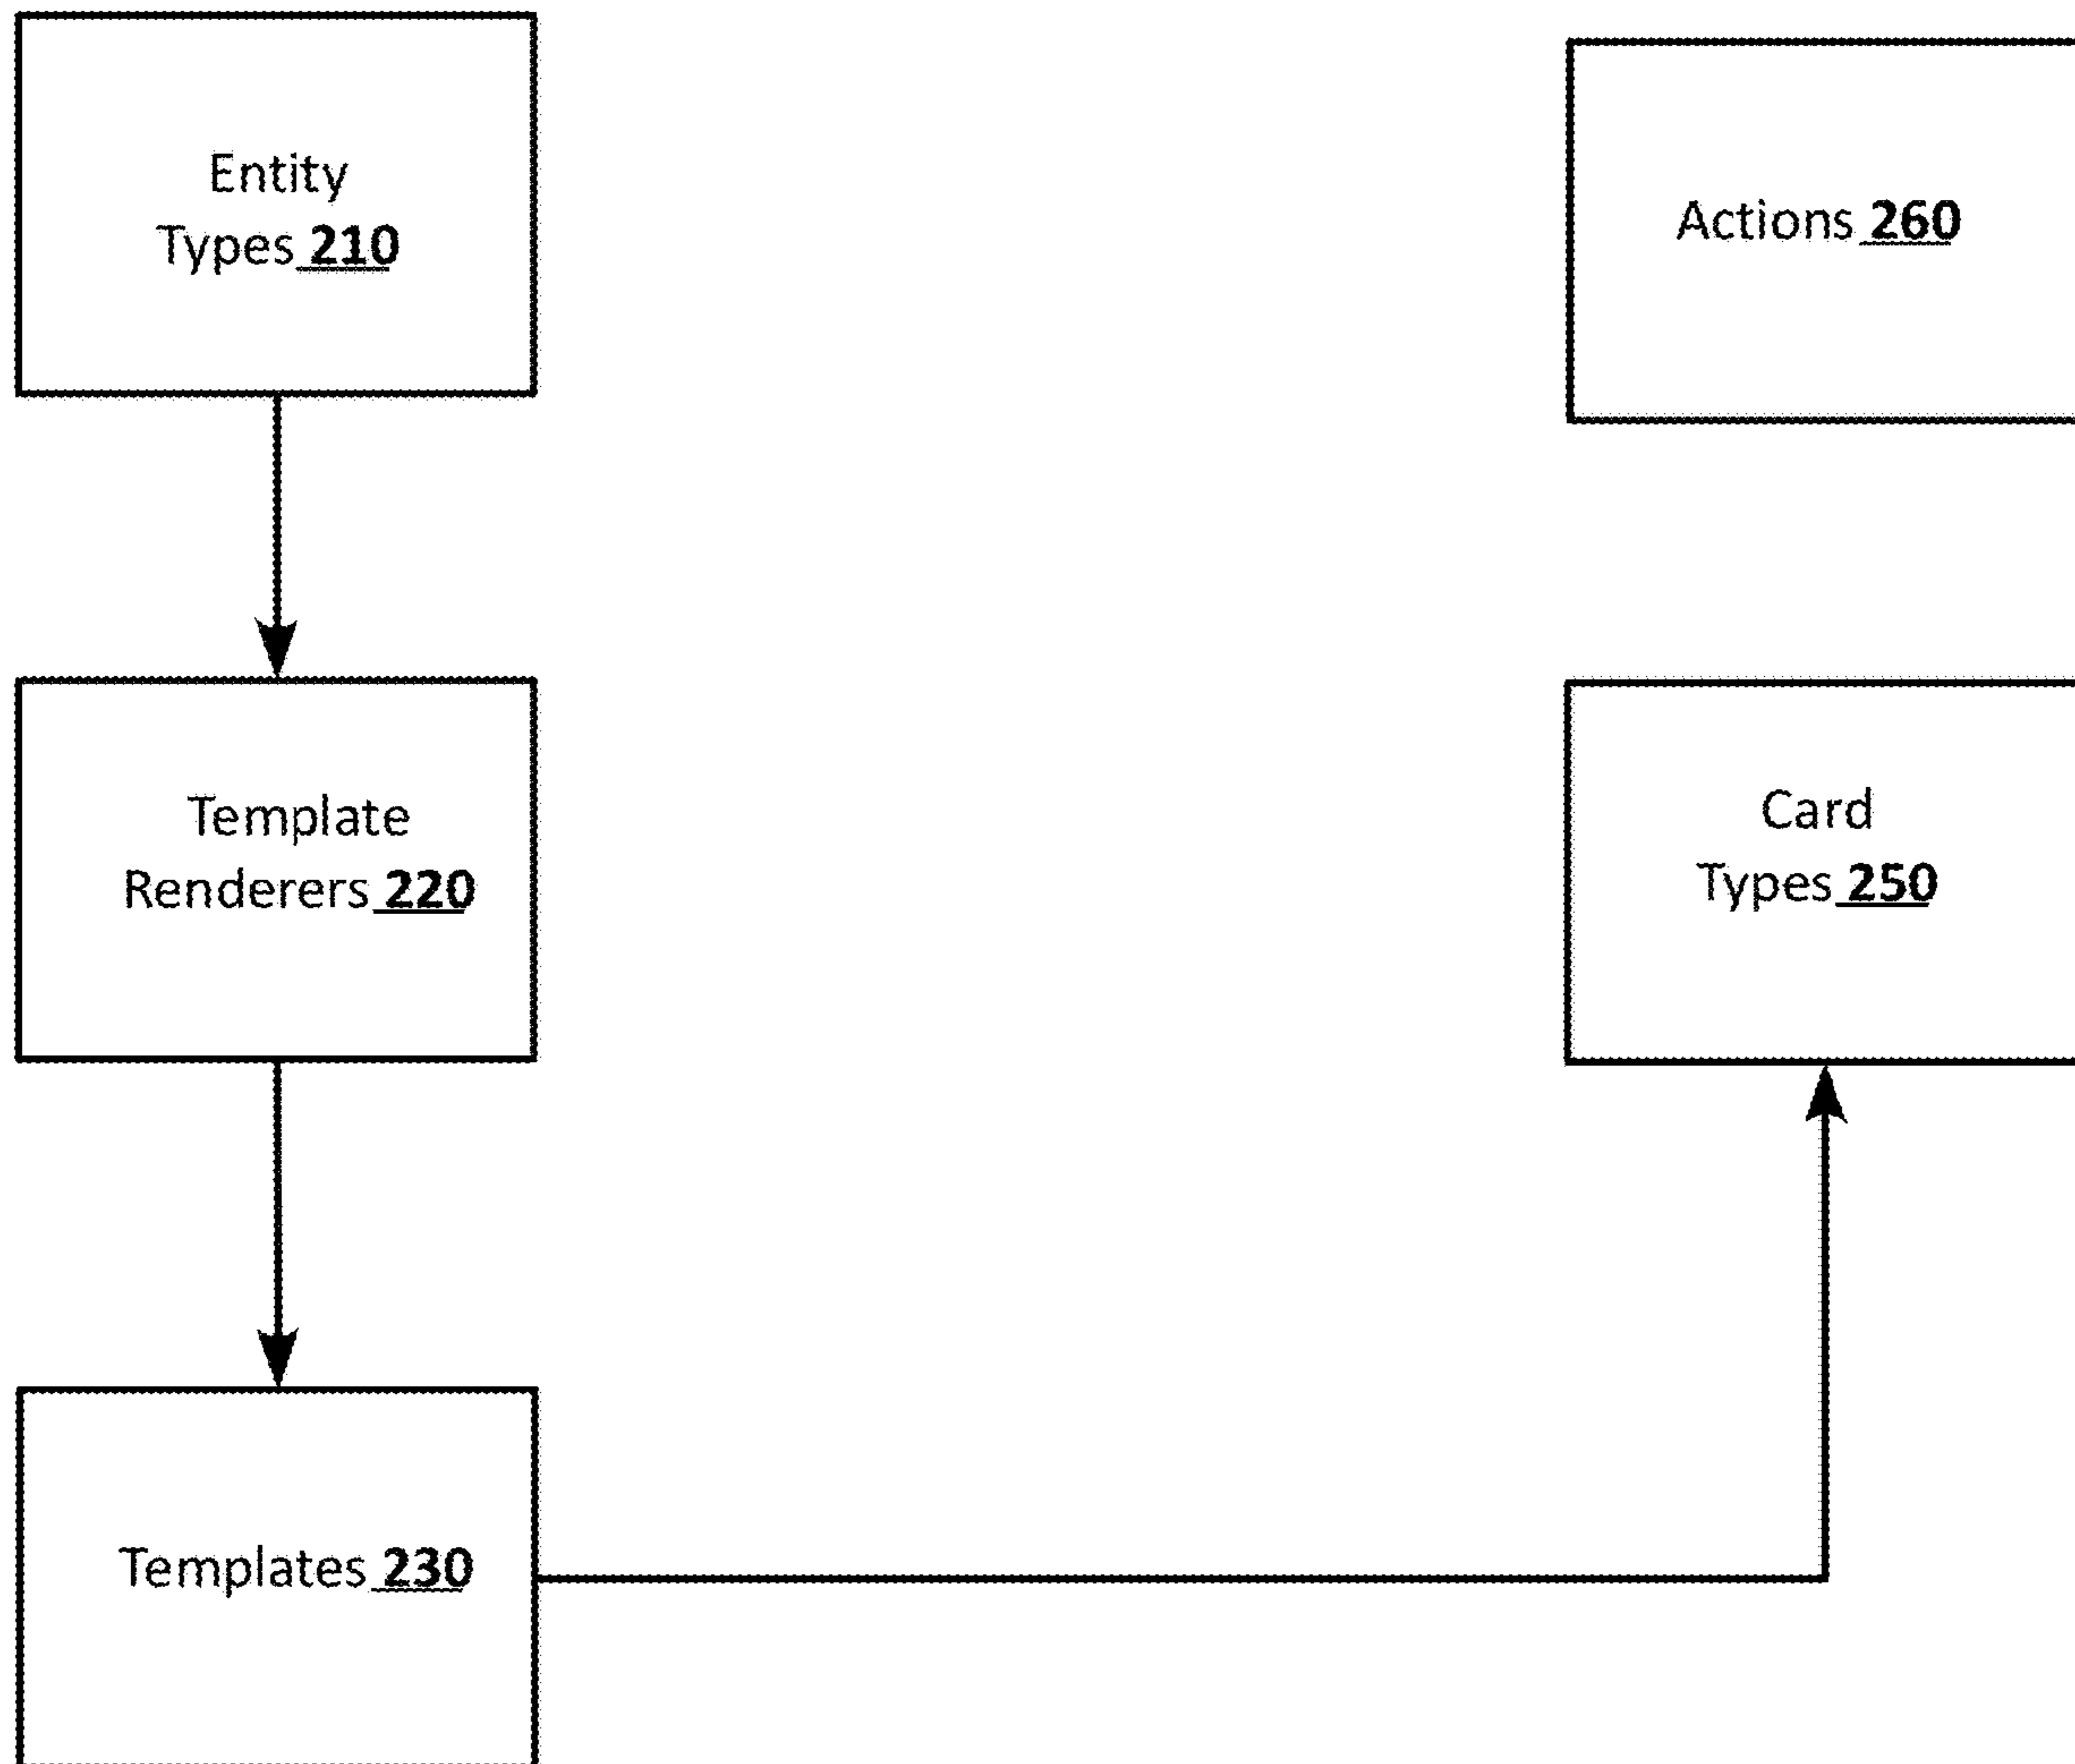 Entity
Types 210
Actions 260
Template
Renderers 220
Card
Types 250
Templates 230